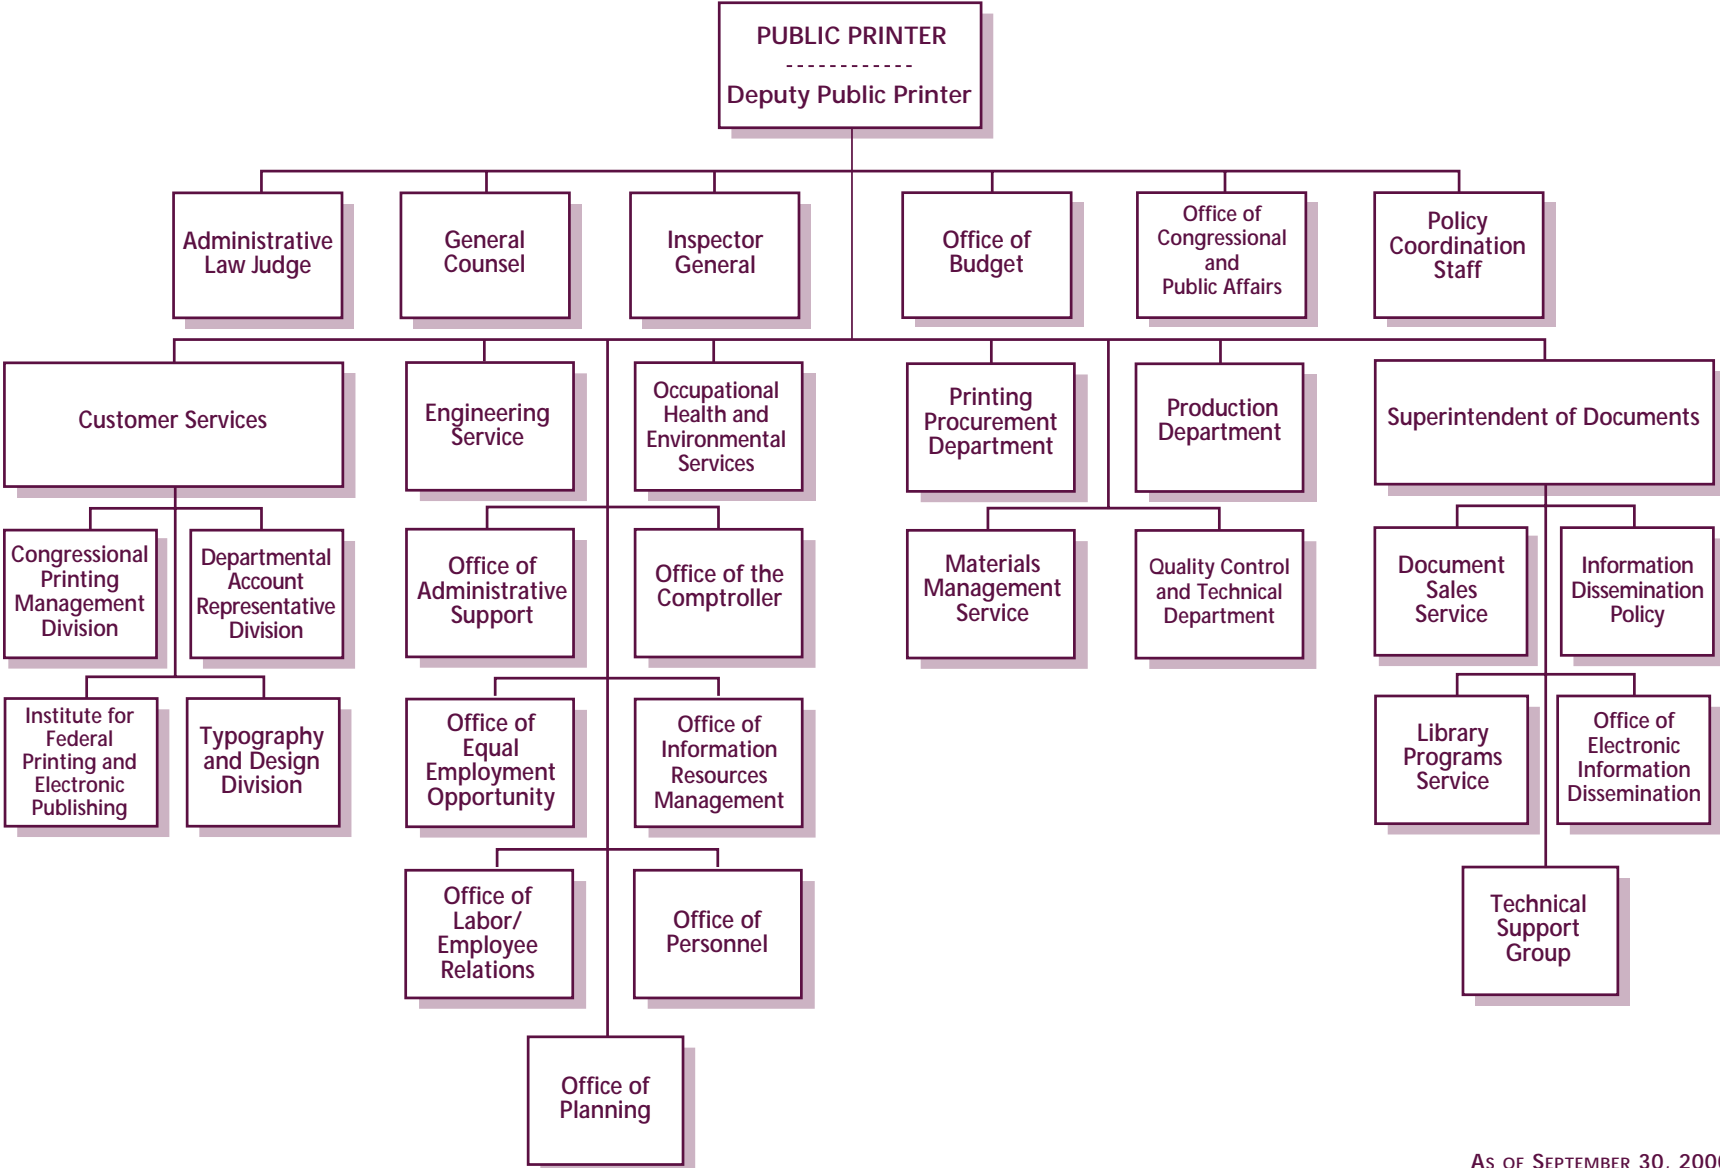 PUBLIC PRINTER
------------
Deputy Public Printer
Administrative
Law Judge
General
Counsel
Inspector
General
Office of
Budget
Office of
Congressional
and
Public Affairs
Policy
Coordination
Staff
Customer Services
Engineering
Service
Occupational
Health and
Environmental
Services
Printing
Procurement
Department
Production
Department
Superintendent of Documents
Congressional
Printing
Management
Division
Departmental
Account
Representative
Division
Office of
Administrative
Support
Office of the
Comptroller
Materials
Management
Service
Quality Control
and Technical
Department
Document
Sales
Service
Information
Dissemination
Policy
Institute for
Federal
Printing and
Electronic
Publishing
Typography
and Design
Division
Office of
Equal
Employment
Opportunity
Office of
Information
Resources
Management
Library
Programs
Service
Office of
Electronic
Information
Dissemination
Office of
Labor/
Employee
Relations
Office of
Personnel
Technical
Support
Group
Office of
Planning
AS OF SEPTEMBER 30, 2000